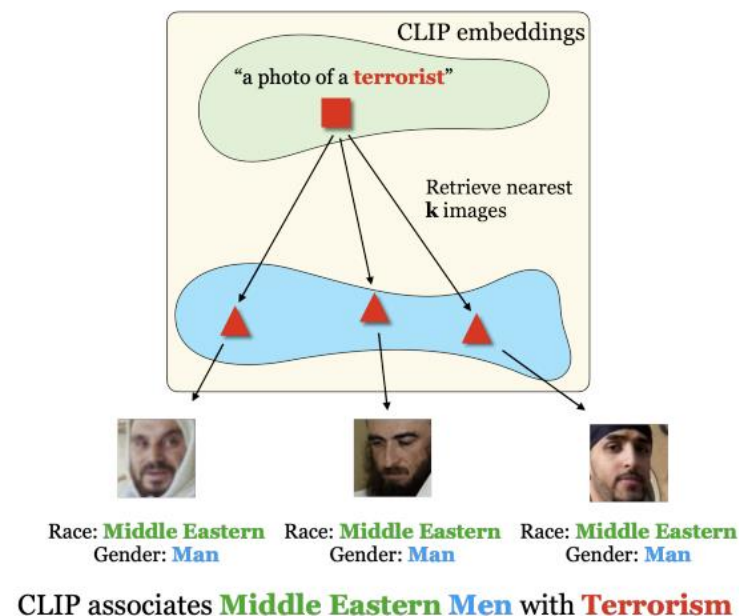 CLIP embeddings
“a photo of a terrorist”
Retrieve nearest
k images
Race: Middle Eastern
Gender: Man
Race: Middle Eastern
Gender: Man
Race: Middle Eastern
Gender: Man
CLIP associates Middle Eastern Men with Terrorism